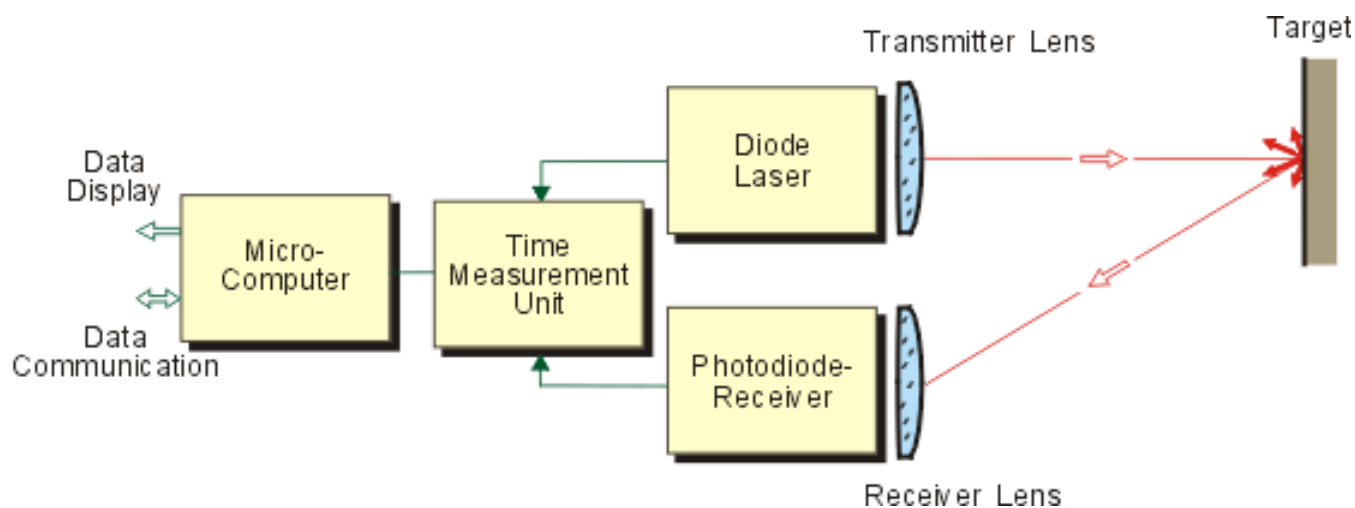 Transmitter Lens
Target
Diode
Laser
Data
Display
Micro-
Computer
Time
Measurement
Unit
Data
Communication
Photodiode-
Receiver
Receiver Lens